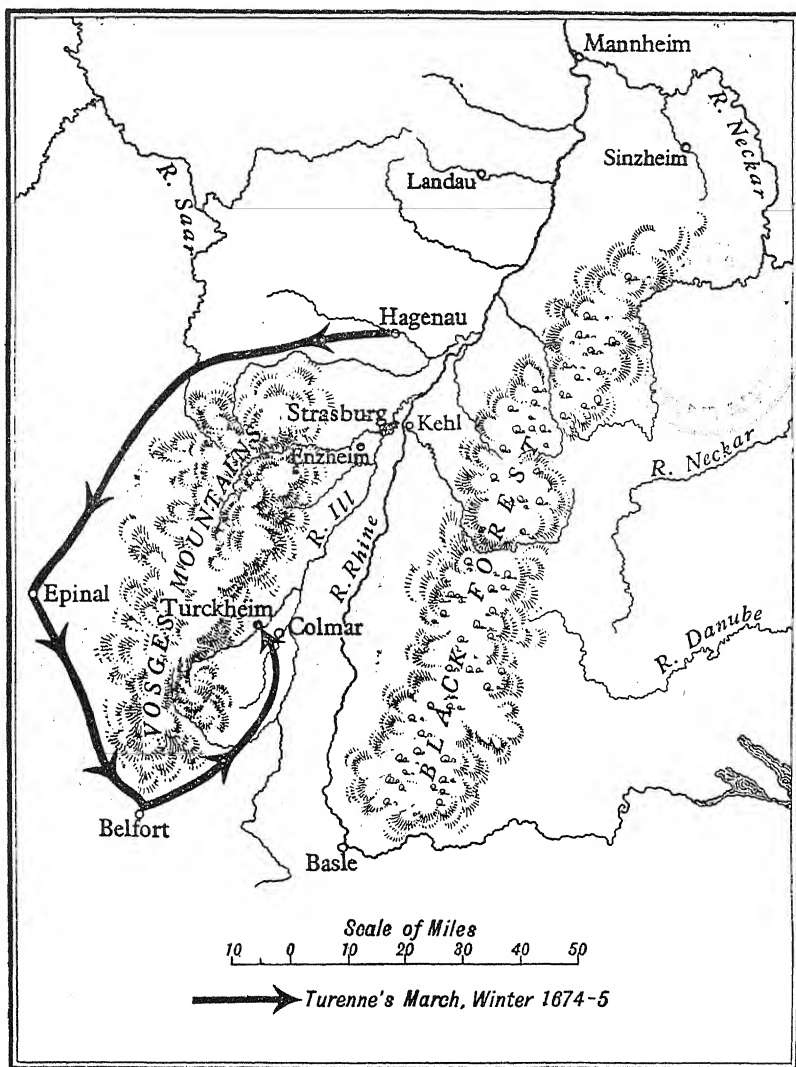 Mannheim
R. Neckar
Sinzheim
Landau
R. Saar
Hagenau
Strasburg
Kehl
Enzheim
R. Neckar
R. Ill
R. Rhine
VOSGES MOUNTAINS
BLACK FOREST
Epinal
Turckheim
Colmar
R. Danube
Belfort
Basle
Scale of Miles
10 0 10 20 30 40 50
Turenne's March, Winter 1674-5